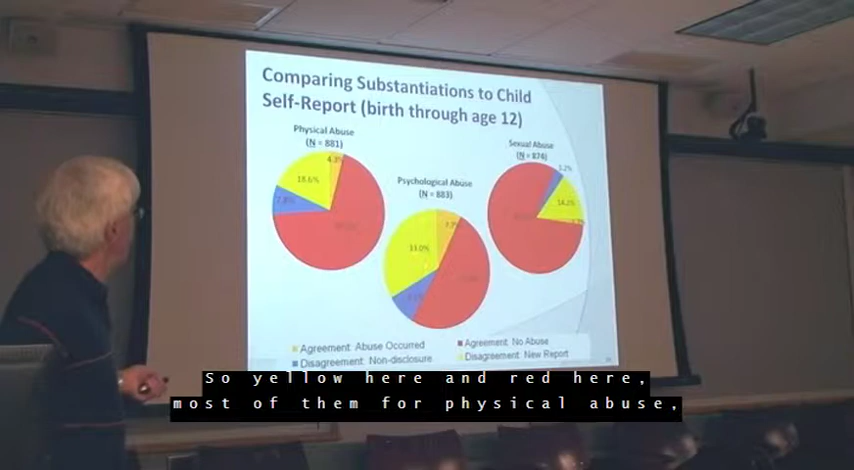 Comparing Substantiations to Child
Self-Report (birth through age 12)
Physical Abuse
(N = 881)
4.3%
18.6%
7.8%
Psychological Abuse
(N = 883)
33.0%
Sexual Abuse
(N = 874)
14.2%
Agreement Abuse Occurred
Agreement No Abuse
Disagreement Non-disclosure
Disagreement New Report
So yellow here and red here,
most of them for physical abuse,